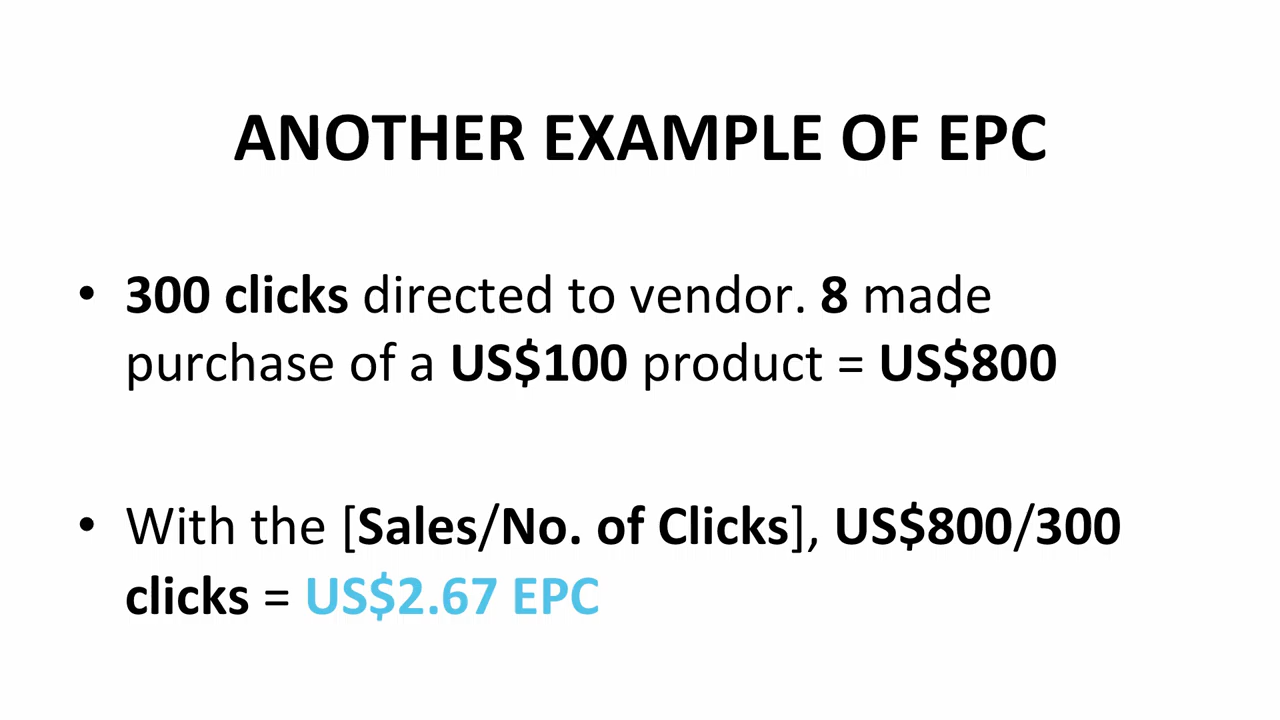 ANOTHER EXAMPLE OF EPC
• 300 clicks directed to vendor. 8 made
purchase of a US$100 product = US$800
• With the [Sales/No. of Clicks], US$800/300
clicks = US$2.67 EPC